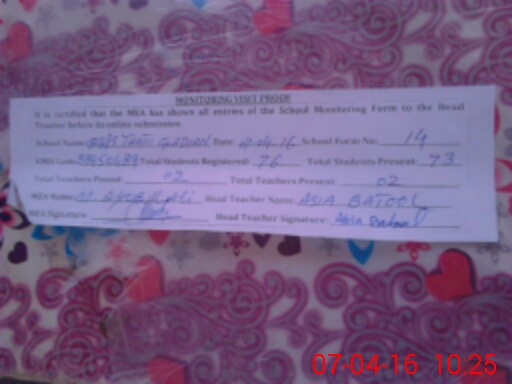 MONITORING VISIT PROOF
It is certified that the MEA has shown all entries of the School Monitoring Form to the Head
Teacher before its online submission.
School Name: Date: 07-04-16 School Form No: 14
EMIS Code: Total Students Registered: 76 Total Students Present: 73
Total Teachers Posted: 02 Total Teachers Present: 02
MEA Name: Head Teacher Name: ASIA BATOOL
MEA Signature: Head Teacher Signature: Asia Batool
07-04-16 10:25